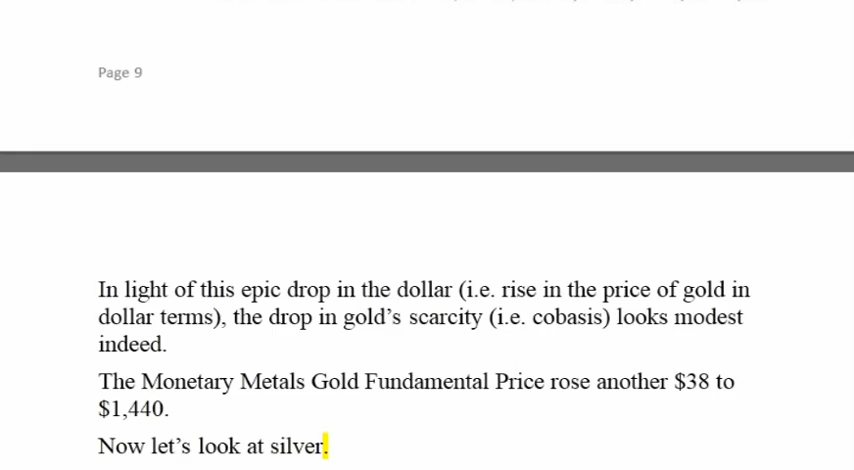 Page 9
In light of this epic drop in the dollar (i.e. rise in the price of gold in
dollar terms), the drop in gold’s scarcity (i.e. cobasis) looks modest
indeed.
The Monetary Metals Gold Fundamental Price rose another $38 to
$1,440.
Now let’s look at silver.